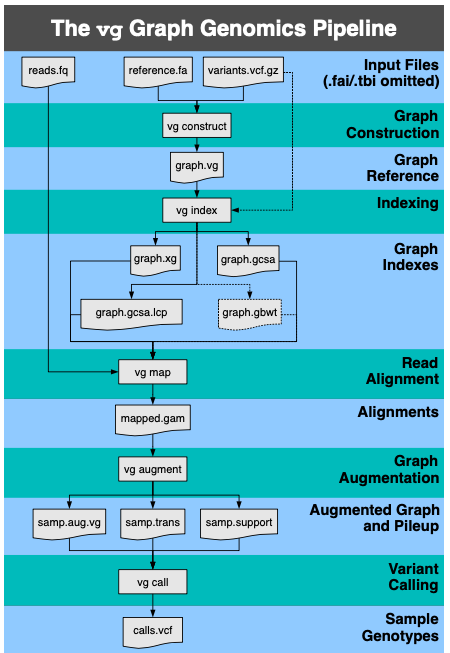 The vg Graph Genomics Pipeline
reads.fq
reference.fa
variants.vcf.gz
Input Files
(.fai/.tbi omitted)
vg construct
Graph
Construction
graph.vg
Graph
Reference
vg index
Indexing
graph.xg
graph.gcsa
Graph
Indexes
graph.gcsa.lcp
graph.gbwt
vg map
Read
Alignment
mapped.gam
Alignments
vg augment
Graph
Augmentation
samp.aug.vg
samp.trans
samp.support
Augmented Graph
and Pileup
vg call
Variant
Calling
calls.vcf
Sample
Genotypes